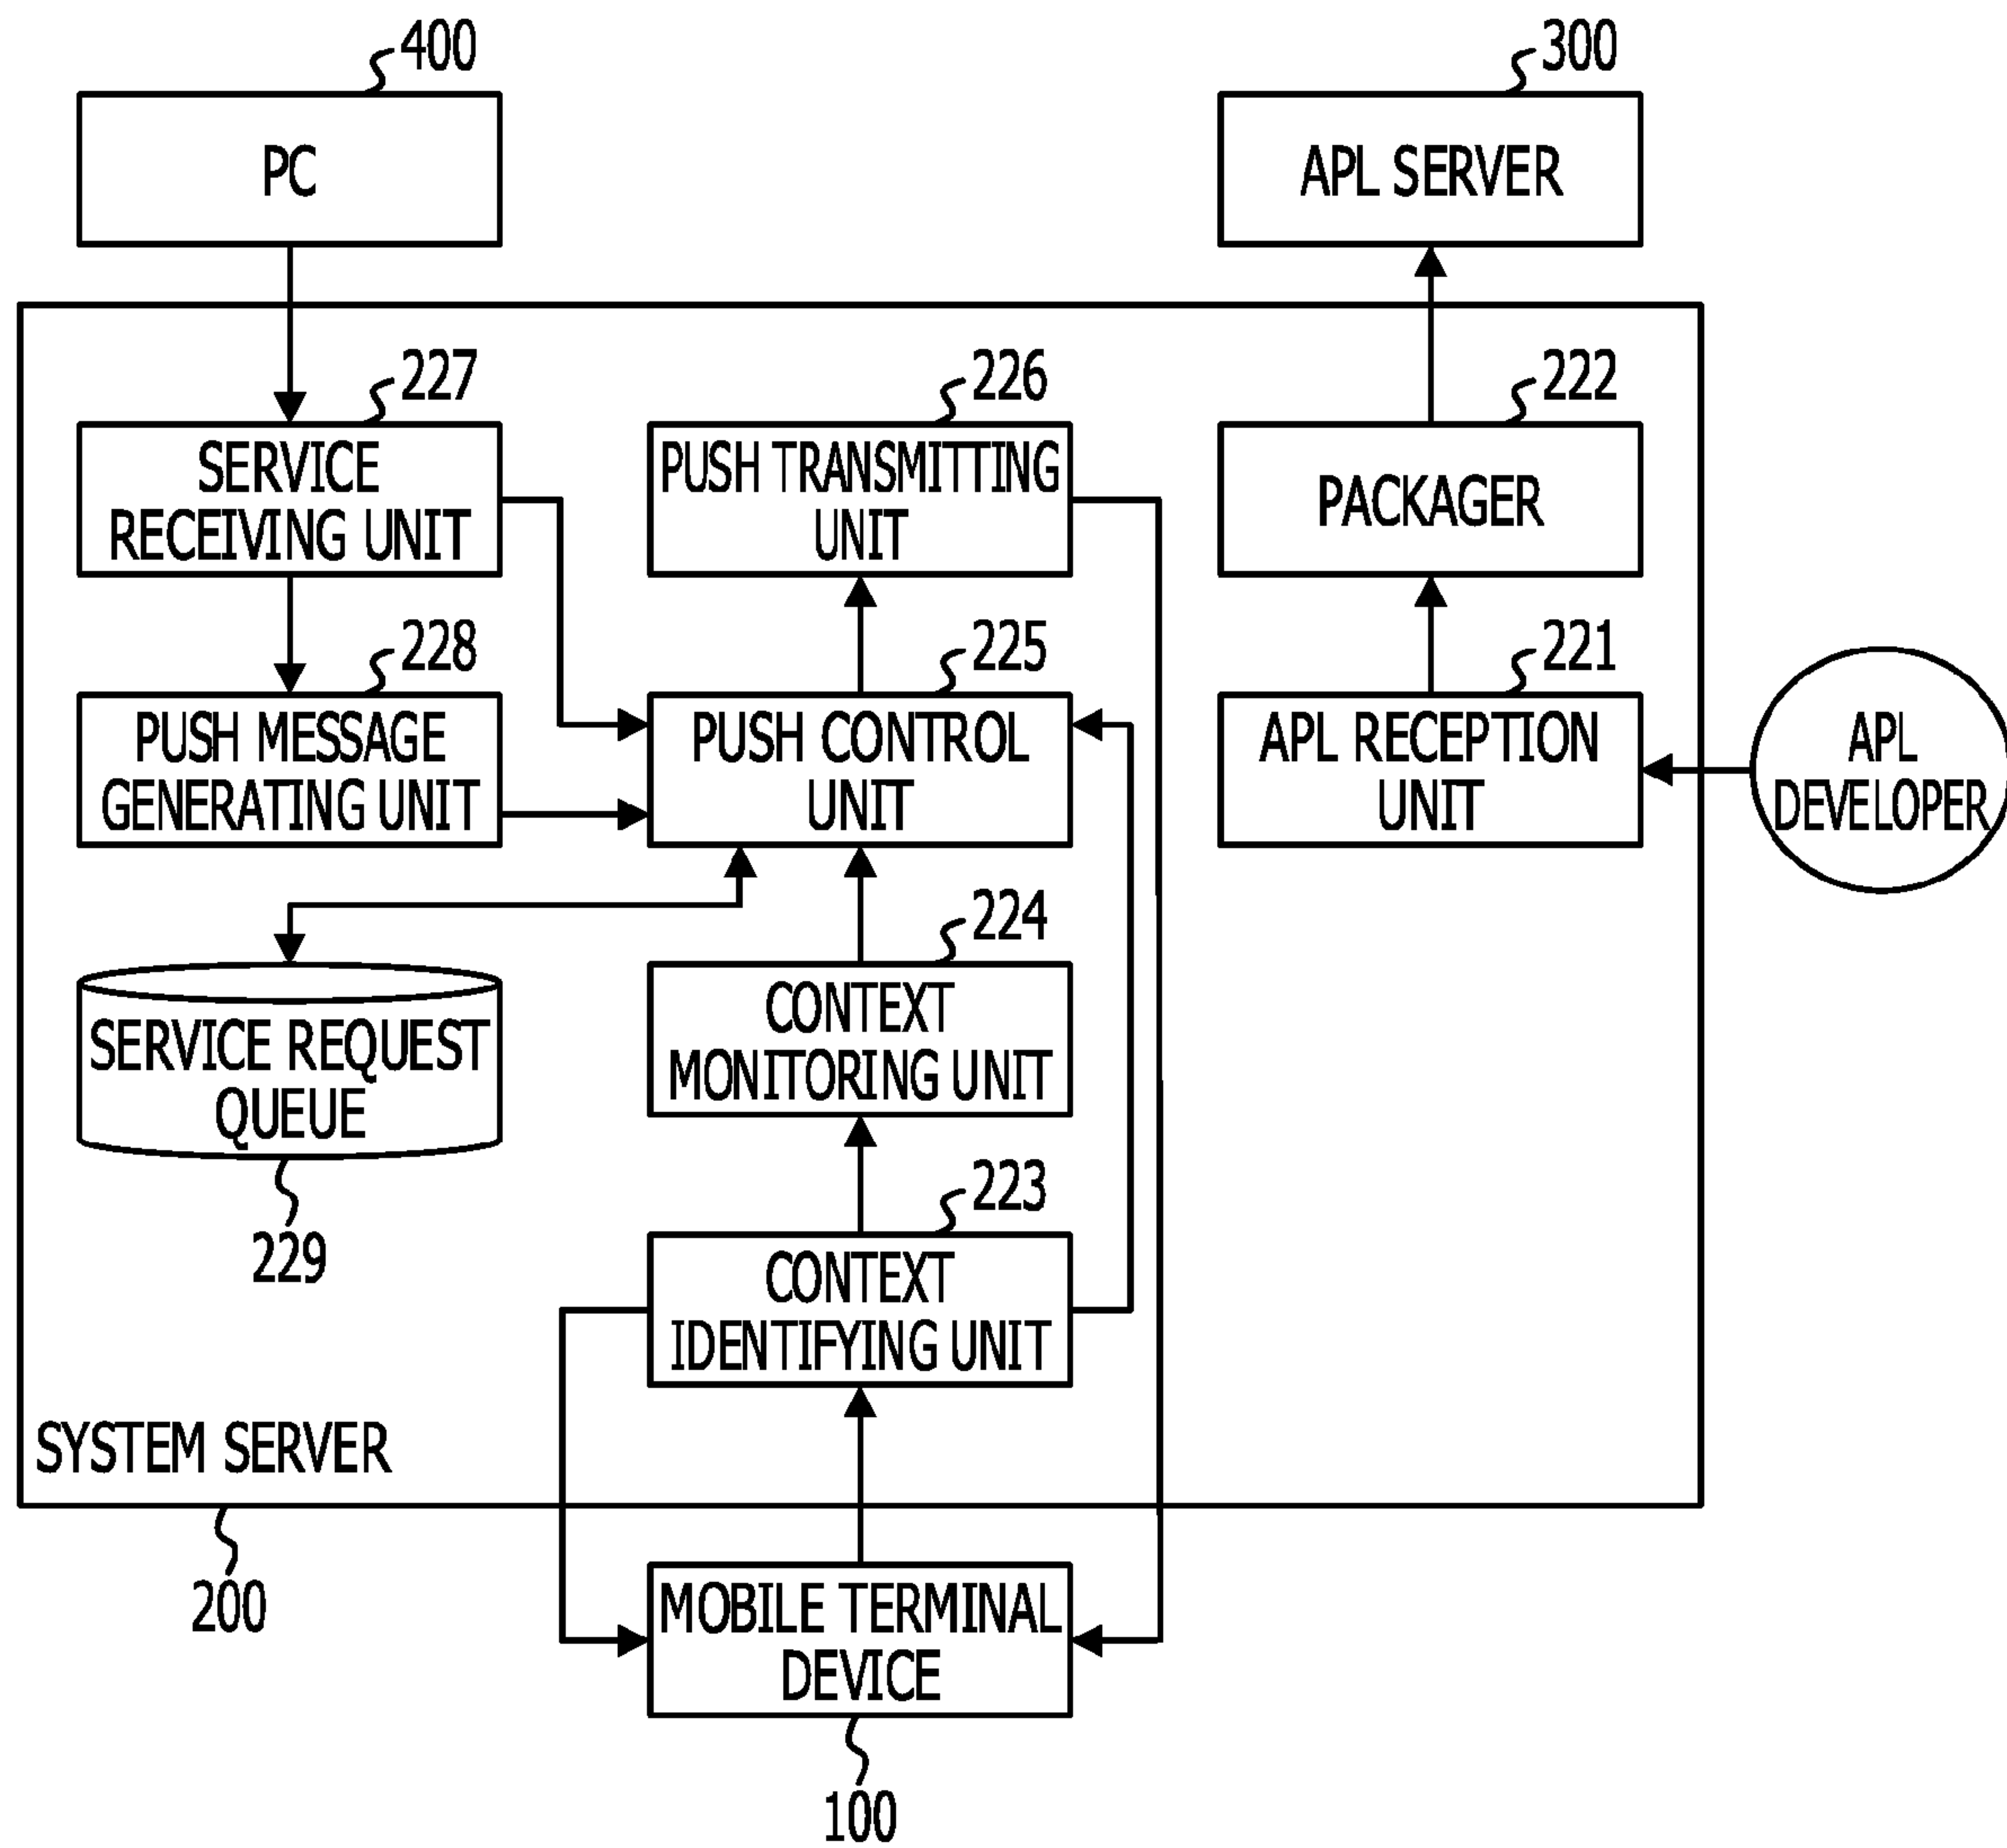 400
300
PC
APL SERVER
227
226
222
SERVICE
RECEIVING UNIT
PUSH TRANSMITTING
UNIT
PACKAGER
228
225
221
PUSH MESSAGE
GENERATING UNIT
PUSH CONTROL
UNIT
APL RECEPTION
UNIT
APL
DEVELOPER
224
SERVICE REQUEST
QUEUE
CONTEXT
MONITORING UNIT
229
223
CONTEXT
IDENTIFYING UNIT
SYSTEM SERVER
200
MOBILE TERMINAL
DEVICE
100